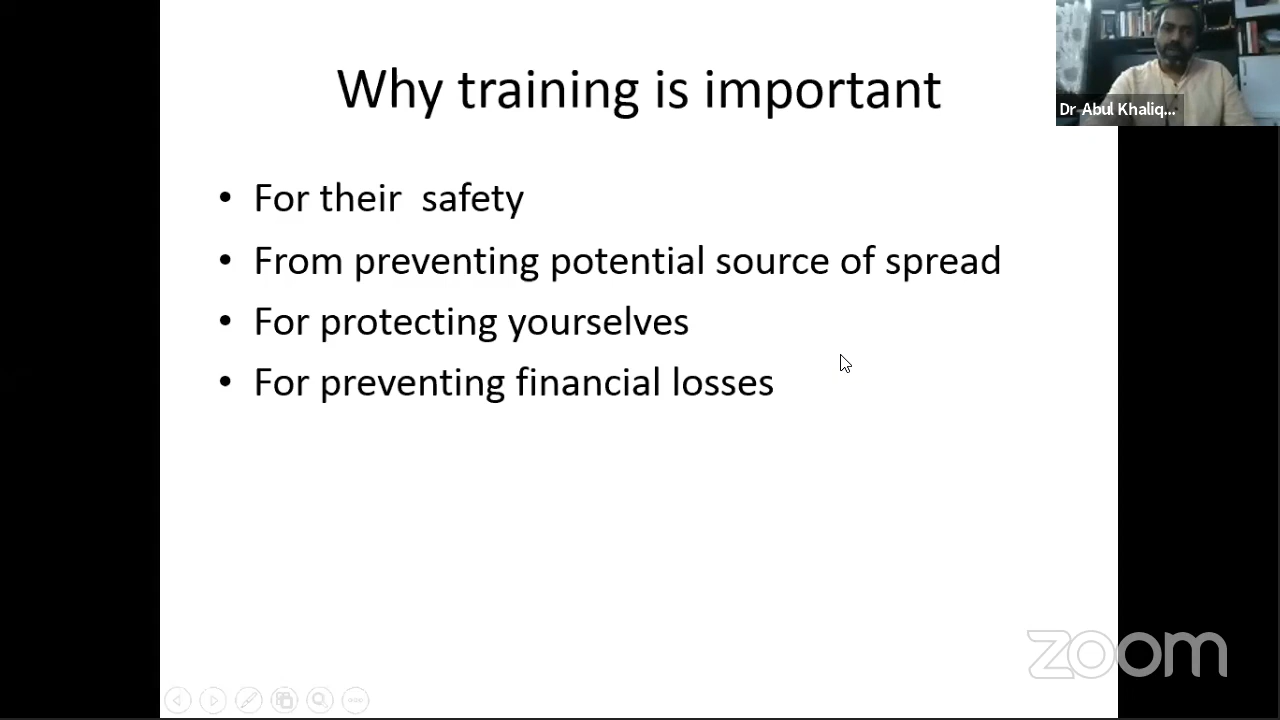 Why training is important
Dr Abul Khaliq...
• For their  safety
• From preventing potential source of spread
• For protecting yourselves
• For preventing financial losses
zoom